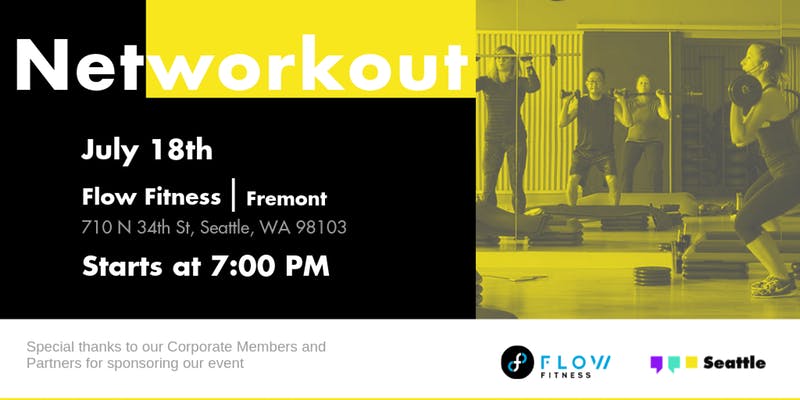 Networkout
July 18th
Flow Fitness | Fremont
710 N 34th St, Seattle, WA 98103
Starts at 7:00 PM
Special thanks to our Corporate Members and
Partners for sponsoring our event
FLOW
FITNESS
Seattle